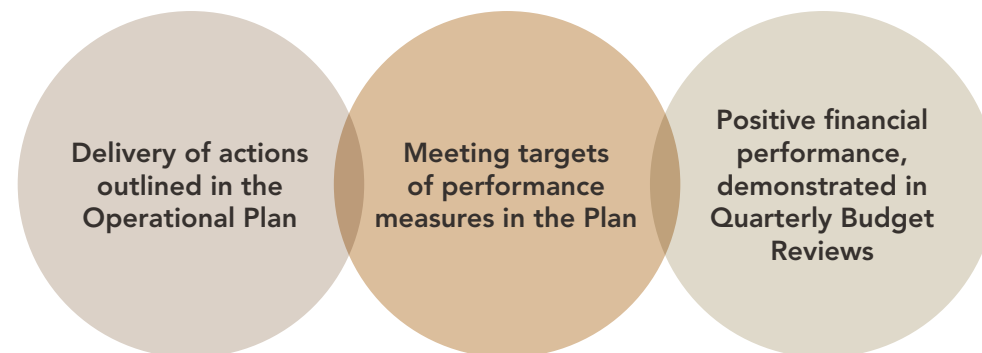 Delivery of actions
outlined in the
Operational Plan
Meeting targets
of performance
measures in the Plan
Positive financial
performance,
demonstrated in
Quarterly Budget
Reviews